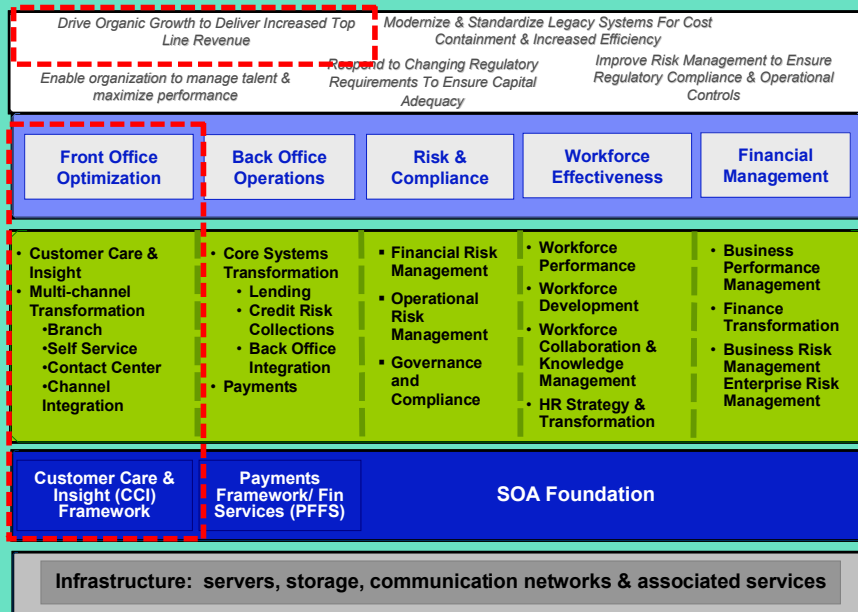 Drive Organic Growth to Deliver Increased Top
Line Revenue
Modernize & Standardize Legacy Systems For Cost
Containment & Increased Efficiency
Enable organization to manage talent &
maximize performance
Respond to Changing Regulatory
Requirements To Ensure Capital
Adequacy
Improve Risk Management to Ensure
Regulatory Compliance & Operational
Controls
Front Office
Optimization
Back Office
Operations
Risk &
Compliance
Workforce
Effectiveness
Financial
Management
• Customer Care &
Insight
• Multi-channel
Transformation
•Branch
•Self Service
•Contact Center
•Channel
Integration
• Core Systems
Transformation
• Lending
• Credit Risk
Collections
• Back Office
Integration
• Payments
▪ Financial Risk
Management
▪ Operational
Risk
Management
▪ Governance
and
Compliance
• Workforce
Performance
• Workforce
Development
• Workforce
Collaboration &
Knowledge
Management
• HR Strategy &
Transformation
• Business
Performance
Management
• Finance
Transformation
• Business Risk
Management
Enterprise Risk
Management
Customer Care &
Insight (CCI)
Framework
Payments
Framework/ Fin
Services (PFFS)
SOA Foundation
Infrastructure: servers, storage, communication networks & associated services